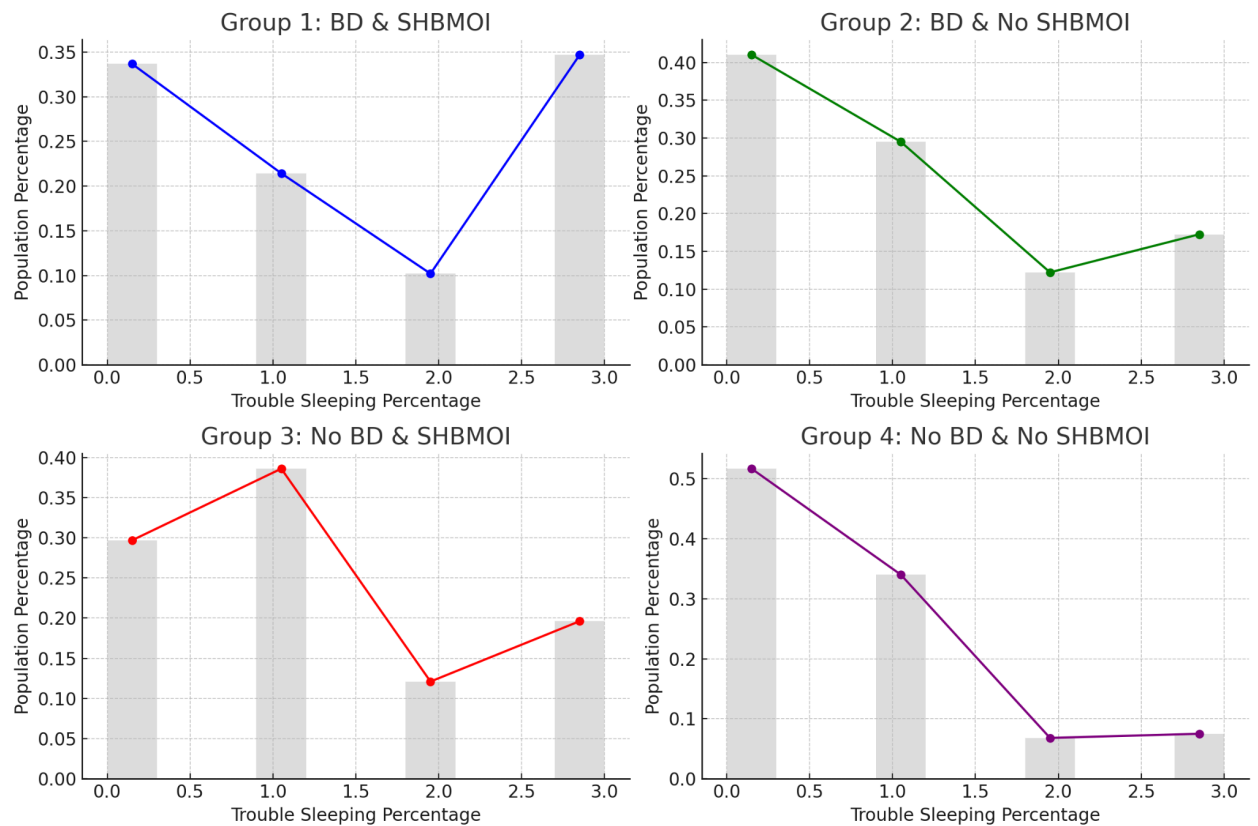 Group 1: BD & SHBMOI
Population Percentage
0.35
0.30
0.25
0.20
0.15
0.10
0.05
0.00
0.0 0.5 1.0 1.5 2.0 2.5 3.0
Trouble Sleeping Percentage
Group 2: BD & No SHBMOI
Population Percentage
0.40
0.35
0.30
0.25
0.20
0.15
0.10
0.05
0.00
0.0 0.5 1.0 1.5 2.0 2.5 3.0
Trouble Sleeping Percentage
Group 3: No BD & SHBMOI
Population Percentage
0.40
0.35
0.30
0.25
0.20
0.15
0.10
0.05
0.00
0.0 0.5 1.0 1.5 2.0 2.5 3.0
Trouble Sleeping Percentage
Group 4: No BD & No SHBMOI
Population Percentage
0.5
0.4
0.3
0.2
0.1
0.0
0.0 0.5 1.0 1.5 2.0 2.5 3.0
Trouble Sleeping Percentage